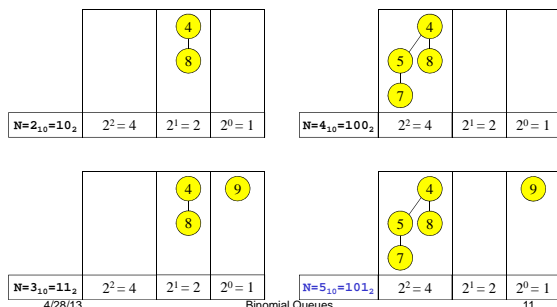 4
8
N=2₁₀=10₂ 2² = 4 2¹ = 2 2⁰ = 1
4
5 8
7
N=4₁₀=100₂ 2² = 4 2¹ = 2 2⁰ = 1
4 9
8
N=3₁₀=11₂ 2² = 4 2¹ = 2 2⁰ = 1
4 9
5 8
7
N=5₁₀=101₂ 2² = 4 2¹ = 2 2⁰ = 1
4/28/13 Binomial Queues 11